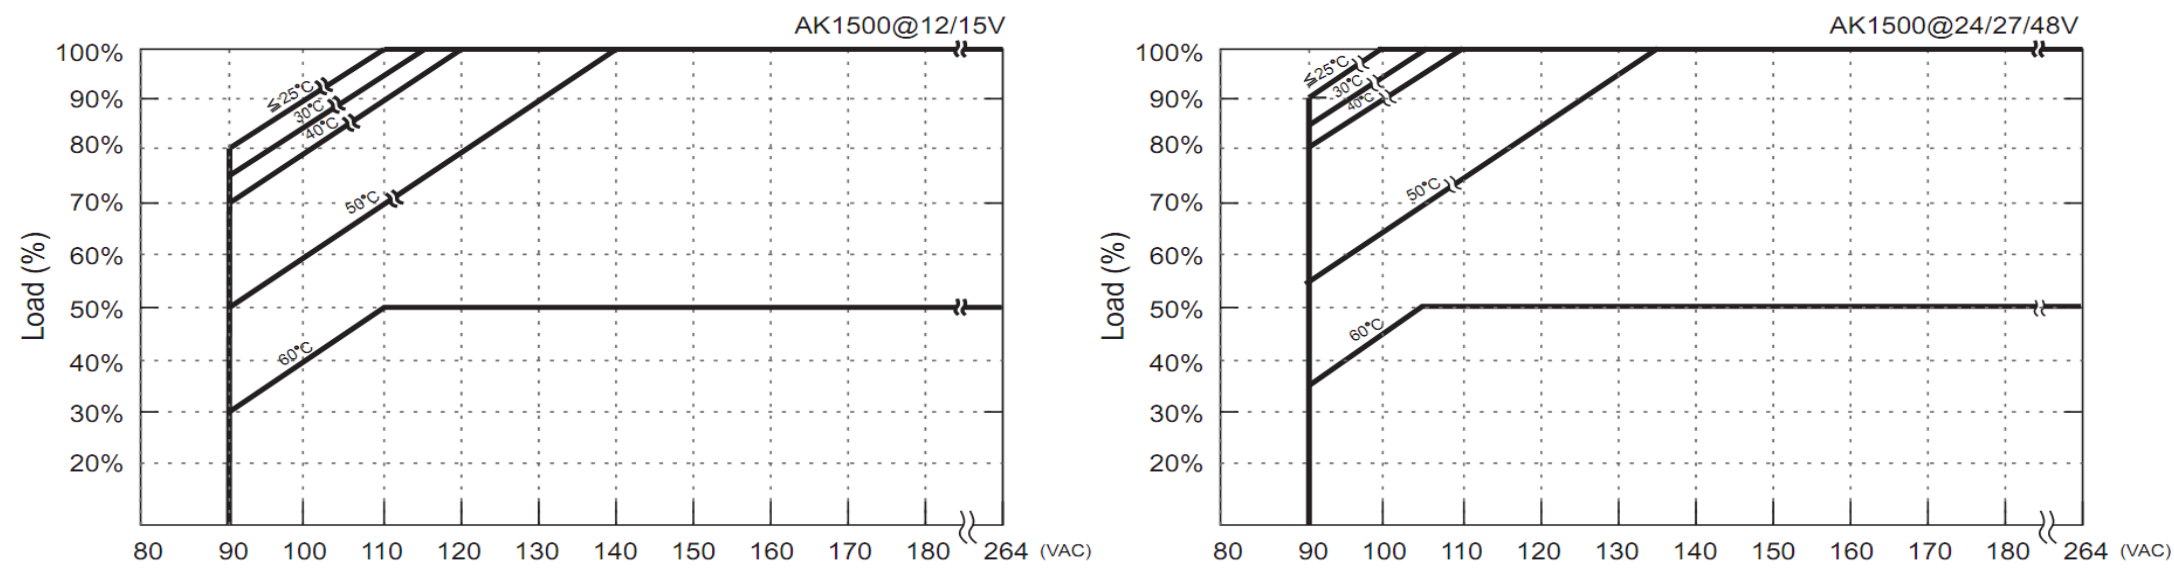 AK1500@12/15V
100%
90%
80%
70%
60%
50%
40%
30%
20%
Load (%)
≦25°C
30°C
40°C
50°C
60°C
80 90 100 110 120 130 140 150 160 170 180 264 (VAC)
AK1500@24/27/48V
100%
90%
80%
70%
60%
50%
40%
30%
20%
Load (%)
≦25°C
30°C
40°C
50°C
60°C
80 90 100 110 120 130 140 150 160 170 180 264 (VAC)